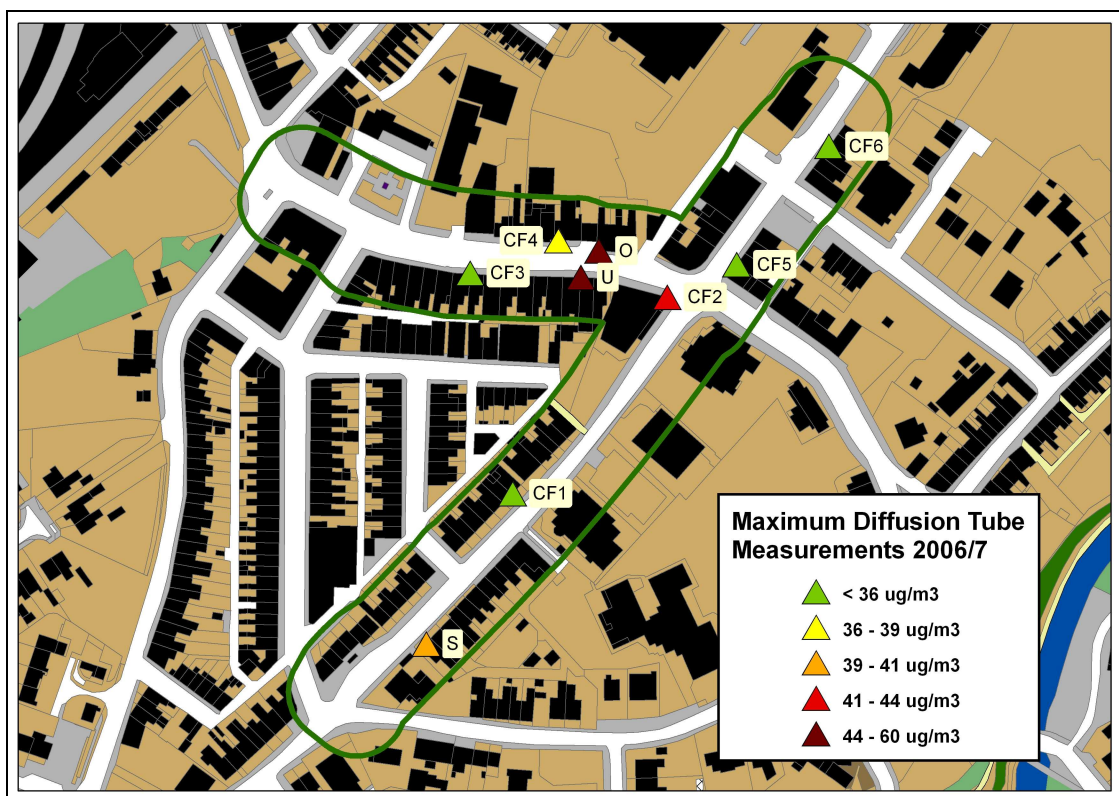 CF6
CF4
O
CF3
U
CF5
CF2
CF1
S
Maximum Diffusion Tube
Measurements 2006/7
< 36 ug/m3
36 - 39 ug/m3
39 - 41 ug/m3
41 - 44 ug/m3
44 - 60 ug/m3